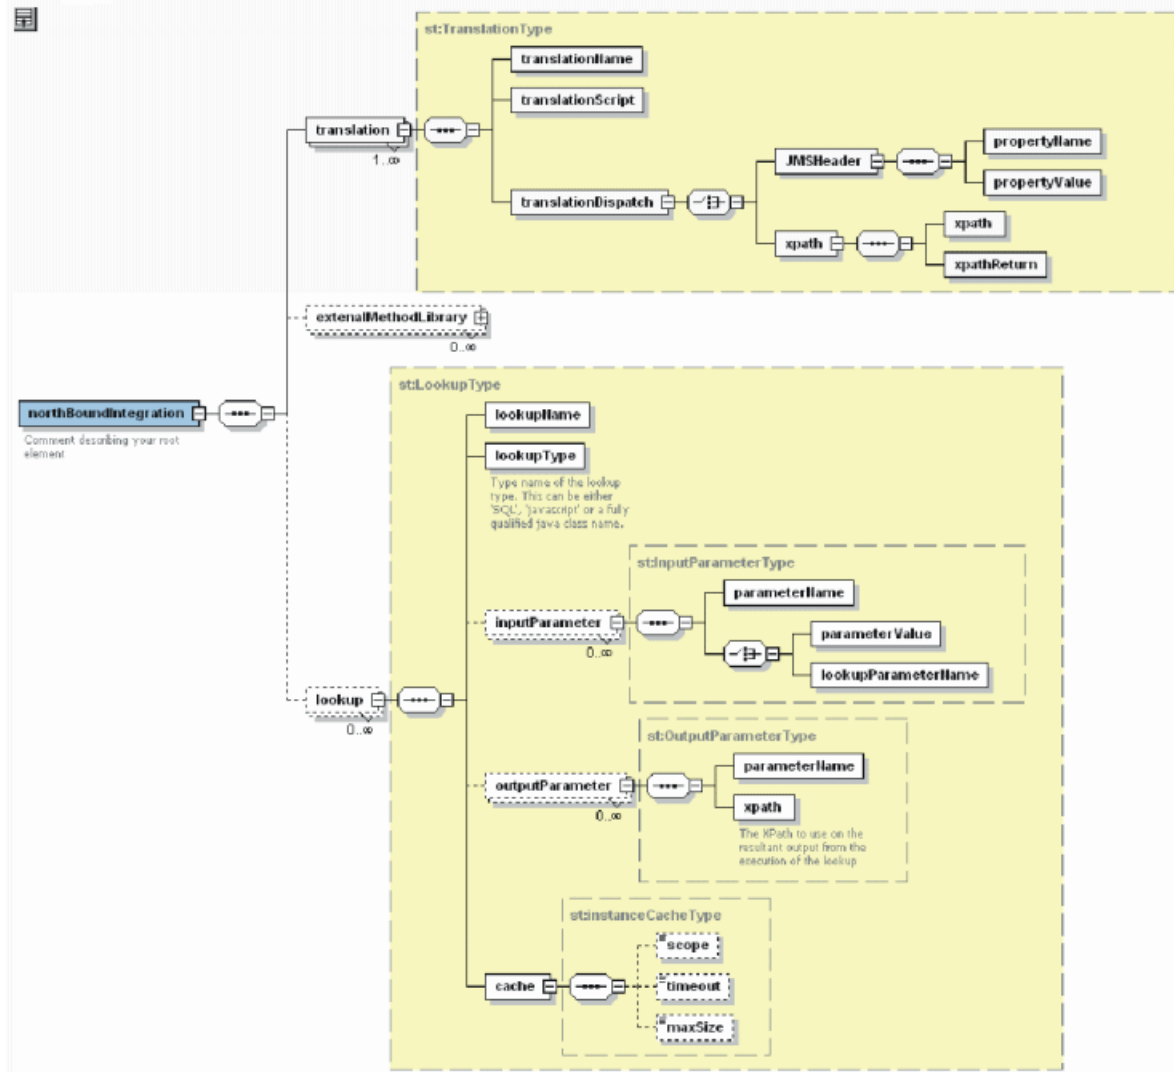 st:TranslationType
translationName
translationScript
translation
1..∞
JMSHeader
propertyName
propertyValue
translationDispatch
xpath
xpath
xpathReturn
extenalMethodLibrary
0..∞
st:LookupType
northBoundIntegration
Comment describing your root
element
lookupName
lookupType
Type name of the lookup
type. This can be either
'SQL', 'javascript' or a fully
qualified java class name.
st:InputParameterType
parameterName
inputParameter
0..∞
parameterValue
lookupParameterName
lookup
0..∞
st:OutputParameterType
parameterName
outputParameter
0..∞
xpath
The XPath to use on the
resultant output from the
execution of the lookup
st:instanceCacheType
scope
cache
timeout
maxSize